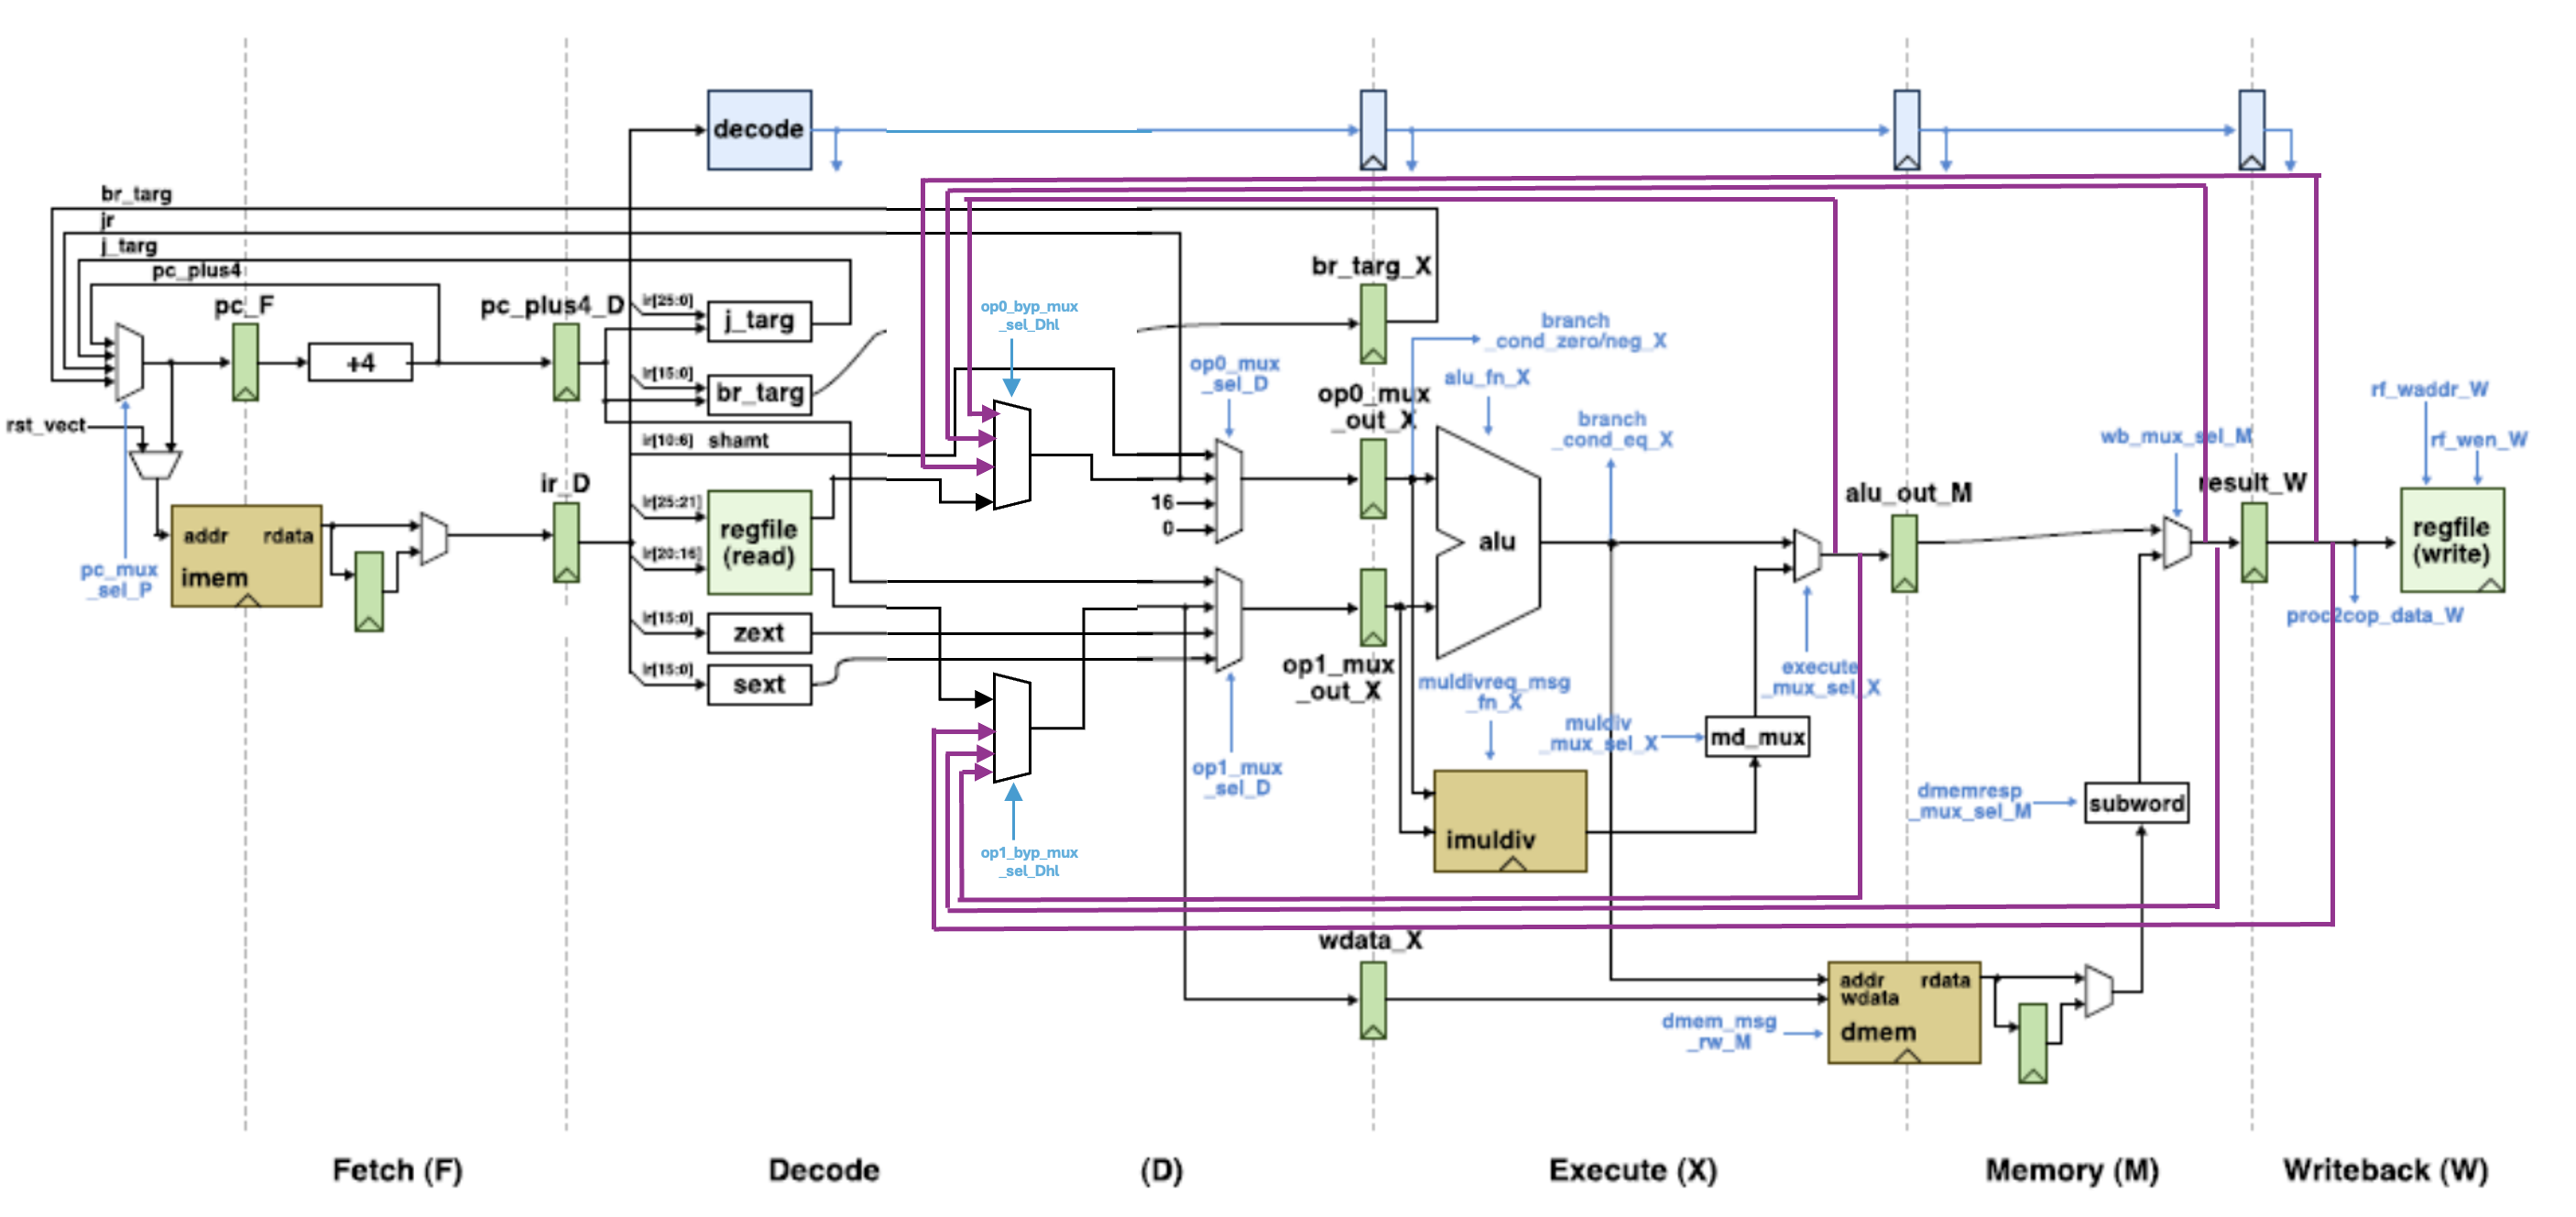 decode
br_targ
jr
j_targ
pc_plus4
pc_F
+4
pc_plus4_D
rst_vect
pc_mux
_sel_P
addr
rdata
imem
ir_D
ir[25:0]
j_targ
ir[15:0]
br_targ
ir[10:6]
shamt
ir[25:21]
regfile
(read)
ir[20:16]
ir[15:0]
zext
ir[15:0]
sext
op0_byp_mux
_sel_Dhl
op1_byp_mux
_sel_Dhl
op0_mux
_sel_D
16
0
op1_mux
_sel_D
br_targ_X
op0_mux
_out_X
op1_mux
_out_X
wdata_X
branch
_cond_zero/neg_X
alu_fn_X
branch
_cond_eq_X
alu
muldivreq_msg
_fn_X
imuldiv
muldiv
_mux_sel_X
md_mux
execute
_mux_sel_X
alu_out_M
dmem_msg
_rw_M
addr
rdata
wdata
dmem
dmemresp
_mux_sel_M
subword
wb_mux_sel_M
result_W
rf_waddr_W
rf_wen_W
regfile
(write)
proc2cop_data_W
Fetch (F)
Decode
(D)
Execute (X)
Memory (M)
Writeback (W)